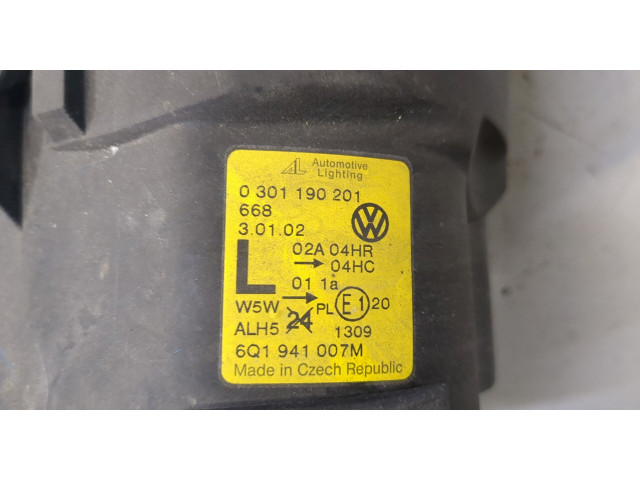 AL Automotive
Lighting
0 301 190 201
668
3.01.02
L
02A 04HR
04HC
01 1a
W5W
PL E1 20
ALH5 24
1309
6Q1 941 007M
Made in Czech Republic